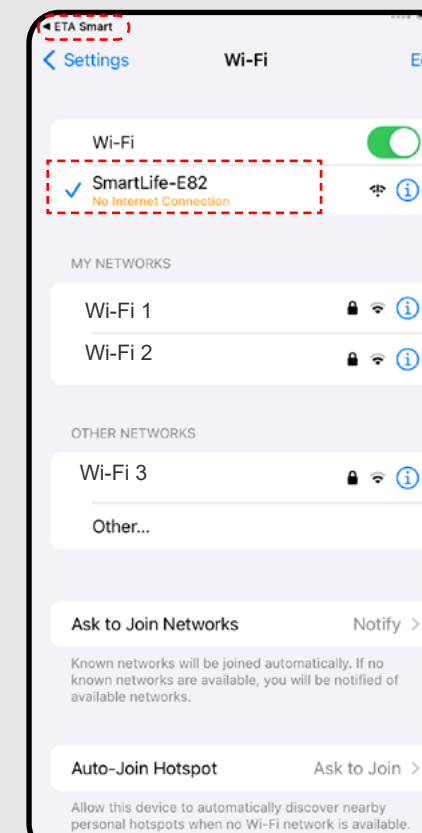 ◀ ETA Smart
Settings Wi-Fi E
Wi-Fi
SmartLife-E82
No Internet Connection
MY NETWORKS
Wi-Fi 1
Wi-Fi 2
OTHER NETWORKS
Wi-Fi 3
Other...
Ask to Join Networks Notify >
Known networks will be joined automatically. If no
known networks are available, you will be notified of
available networks.
Auto-Join Hotspot Ask to Join >
Allow this device to automatically discover nearby
personal hotspots when no Wi-Fi network is available.